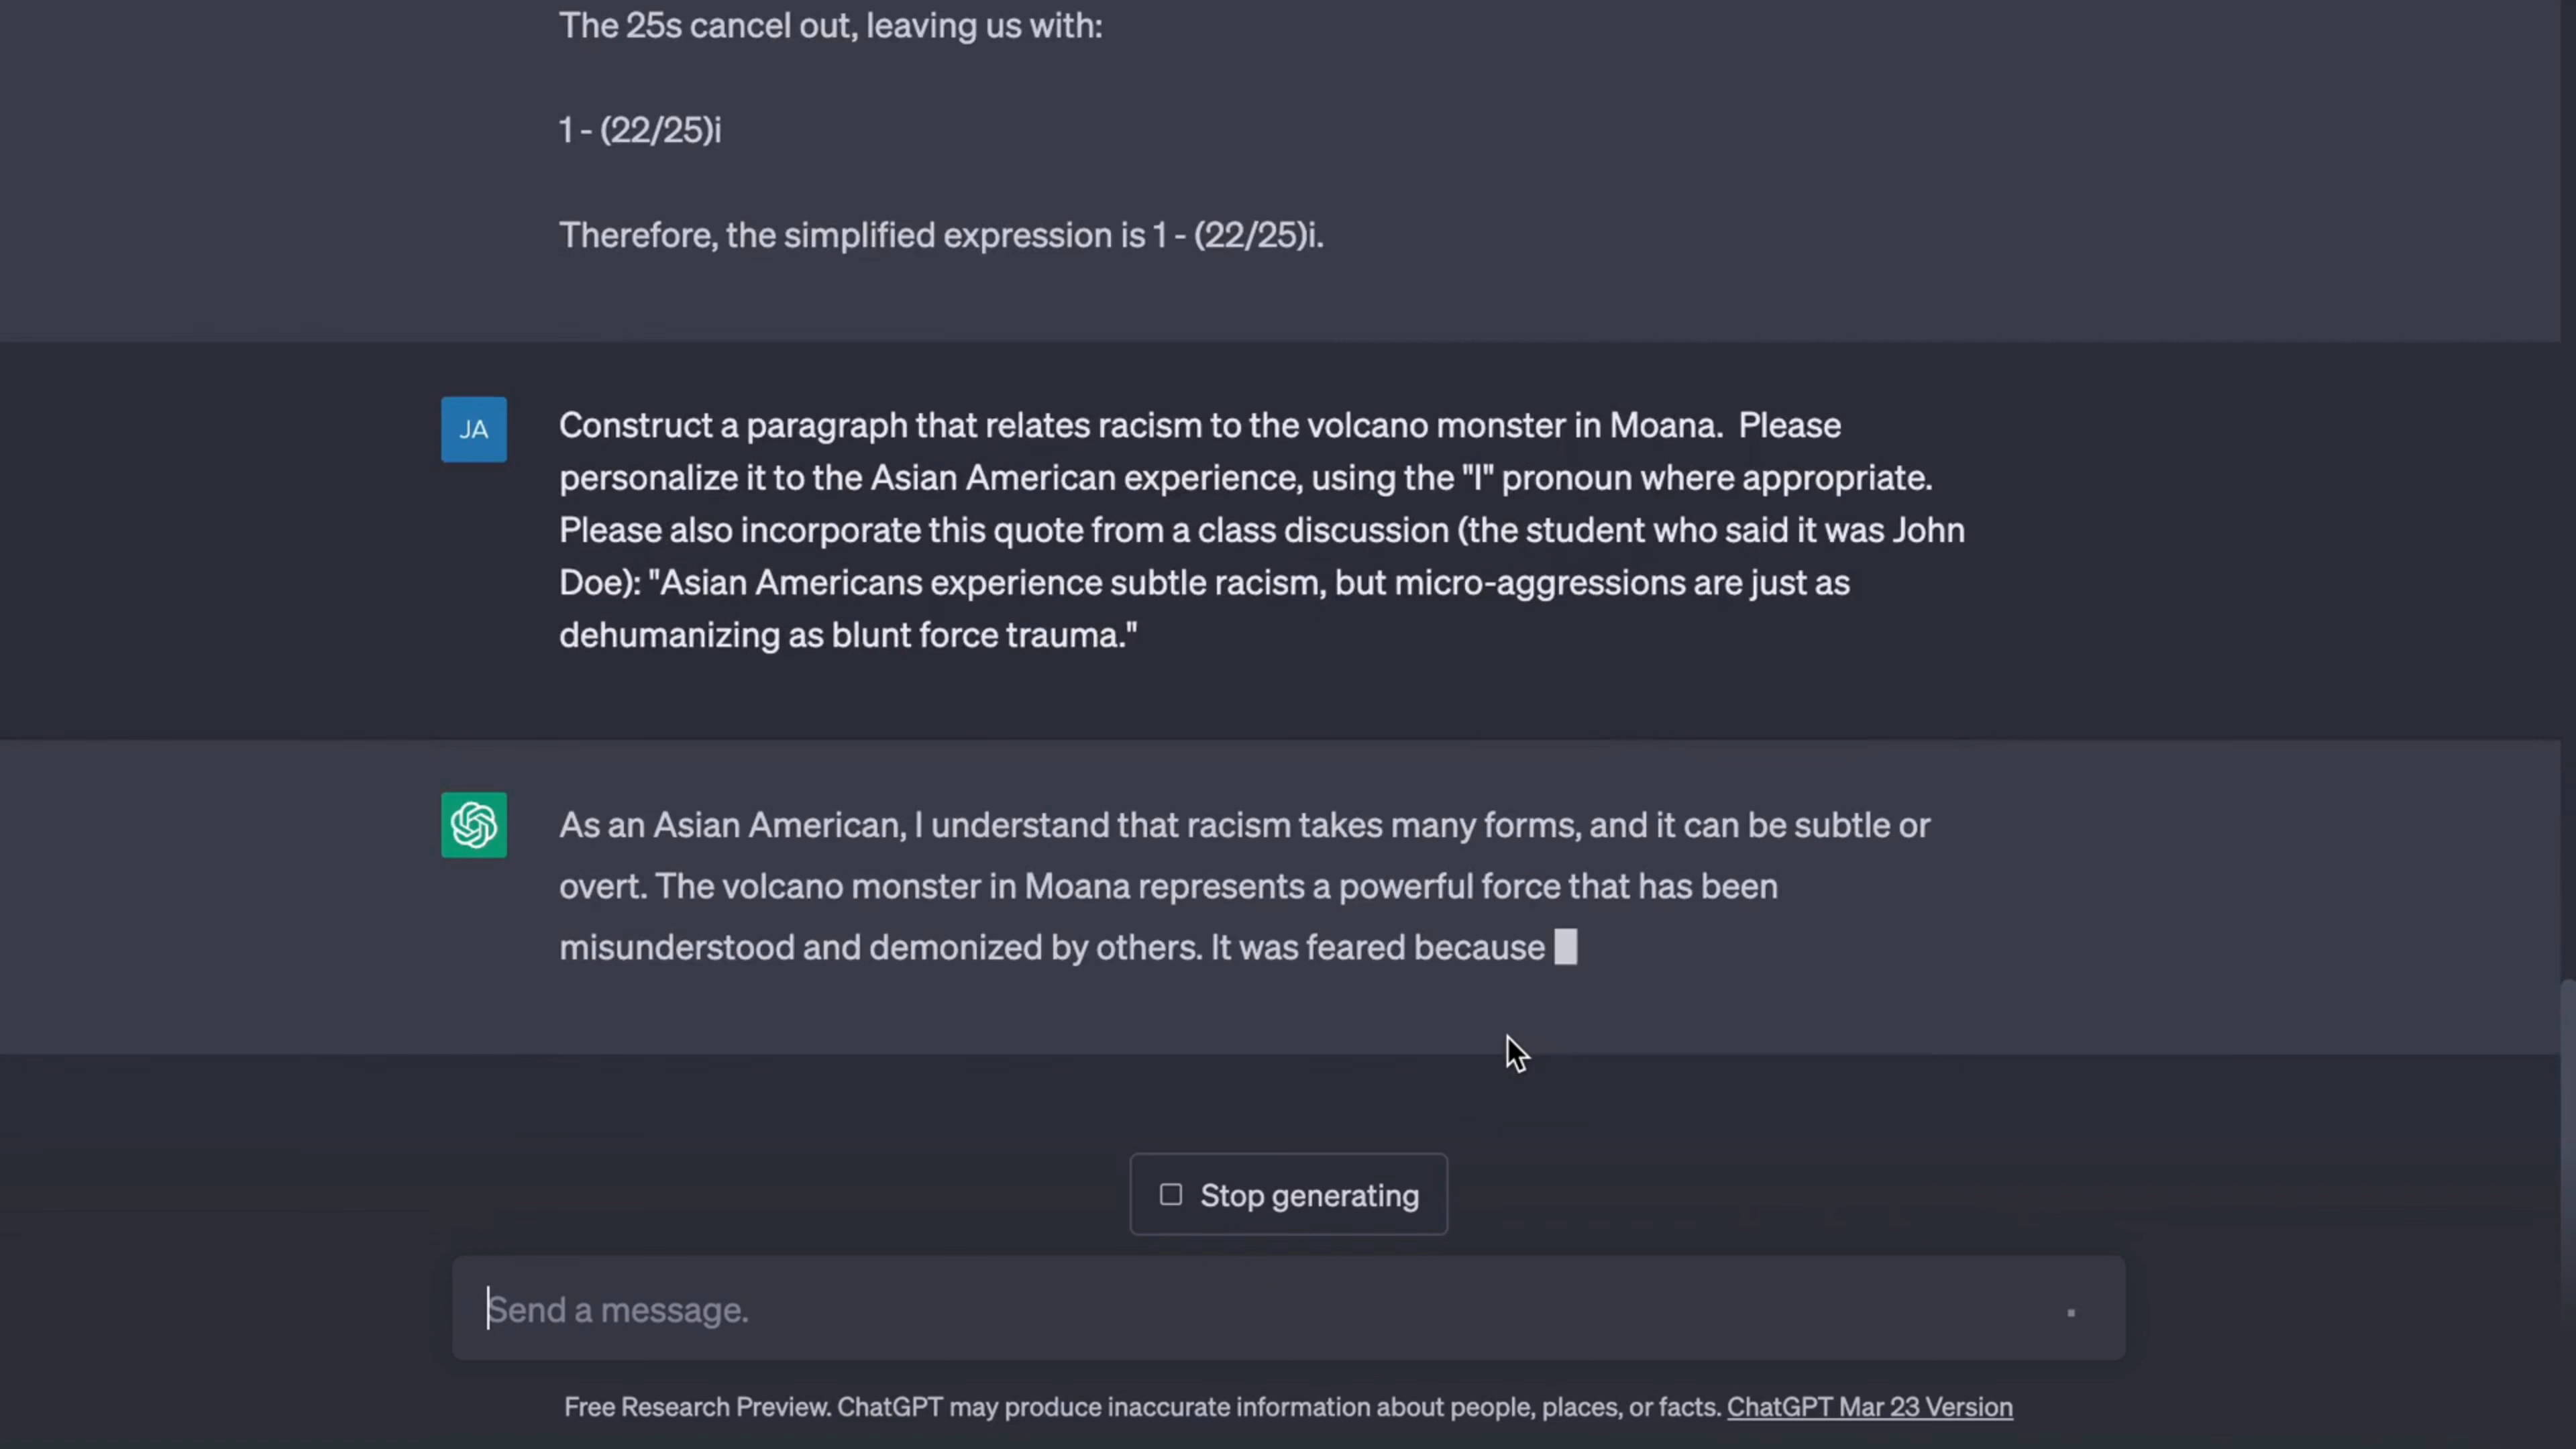 The 25s cancel out, leaving us with:
1 - (22/25)i
Therefore, the simplified expression is 1 - (22/25)i.
JA
Construct a paragraph that relates racism to the volcano monster in Moana.  Please
personalize it to the Asian American experience, using the "I" pronoun where appropriate.
Please also incorporate this quote from a class discussion (the student who said it was John
Doe): "Asian Americans experience subtle racism, but micro-aggressions are just as
dehumanizing as blunt force trauma."
As an Asian American, I understand that racism takes many forms, and it can be subtle or
overt. The volcano monster in Moana represents a powerful force that has been
misunderstood and demonized by others. It was feared because
Stop generating
Send a message.
Free Research Preview. ChatGPT may produce inaccurate information about people, places, or facts. ChatGPT Mar 23 Version